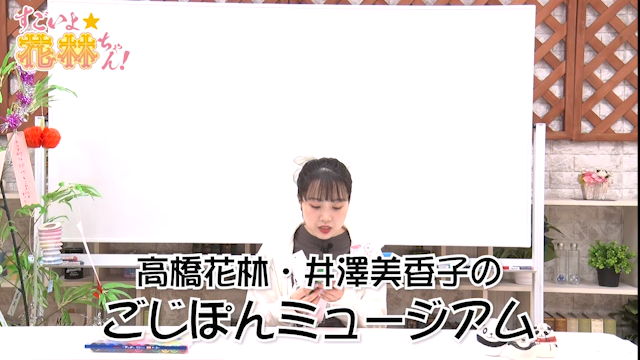 すごいよ★
花林ちゃん!
高橋花林・井澤美香子の
ごじぽんミュージアム